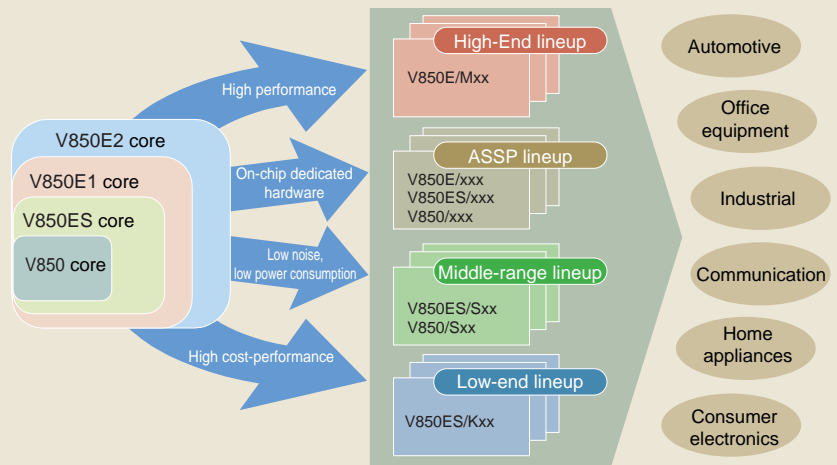 V850E2 core
V850E1 core
V850ES core
V850 core
High performance
On-chip dedicated
hardware
Low noise,
low power consumption
High cost-performance
High-End lineup
V850E/Mxx
ASSP lineup
V850E/xxx
V850ES/xxx
V850/xxx
Middle-range lineup
V850ES/Sxx
V850/Sxx
Low-end lineup
V850ES/Kxx
Automotive
Office
equipment
Industrial
Communication
Home
appliances
Consumer
electronics